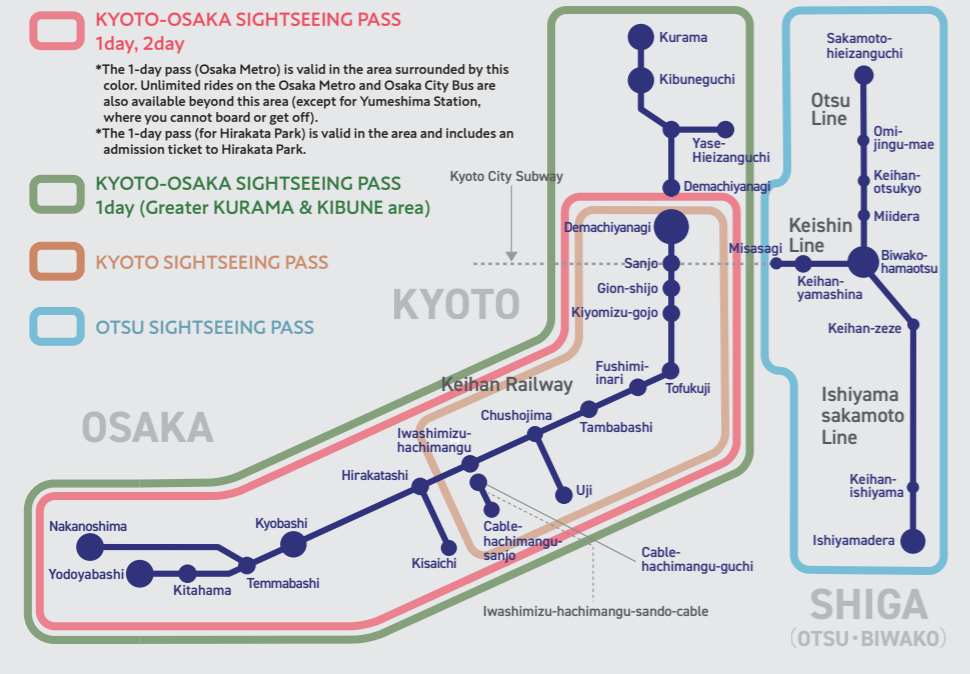 KYOTO-OSAKA SIGHTSEEING PASS
1day, 2day
*The 1-day pass (Osaka Metro) is valid in the area surrounded by this
color. Unlimited rides on the Osaka Metro and Osaka City Bus are
also available beyond this area (except for Yumeshima Station,
where you cannot board or get off).
*The 1-day pass (for Hirakata Park) is valid in the area and includes an
admission ticket to Hirakata Park.
KYOTO-OSAKA SIGHTSEEING PASS
1day (Greater KURAMA & KIBUNE area)
KYOTO SIGHTSEEING PASS
OTSU SIGHTSEEING PASS
Kurama
Kibuneguchi
Yase-
Hieizanguchi
Demachiyanagi
Kyoto City Subway
Demachiyanagi
Sanjo
Gion-shijo
Kiyomizu-gojo
KYOTO
Keihan Railway
Fushimi-
inari
Tofukuji
Tambabashi
Chushojima
Uji
Iwashimizu-
hachimangu
Cable-
hachimangu-
sanjo
Cable-
hachimangu-guchi
Iwashimizu-hachimangu-sando-cable
OSAKA
Hirakatashi
Kisaichi
Kyobashi
Temmabashi
Nakanoshima
Yodoyabashi
Kitahama
Sakamoto-
hieizanguchi
Otsu
Line
Omi-
jingu-mae
Keihan-
otsukyo
Miidera
Keishin
Line
Misasagi
Keihan-
yamashina
Biwako-
hamaotsu
Keihan-zeze
Ishiyama
sakamoto
Line
Keihan-
ishiyama
Ishiyamadera
SHIGA
(OTSU・BIWAKO)